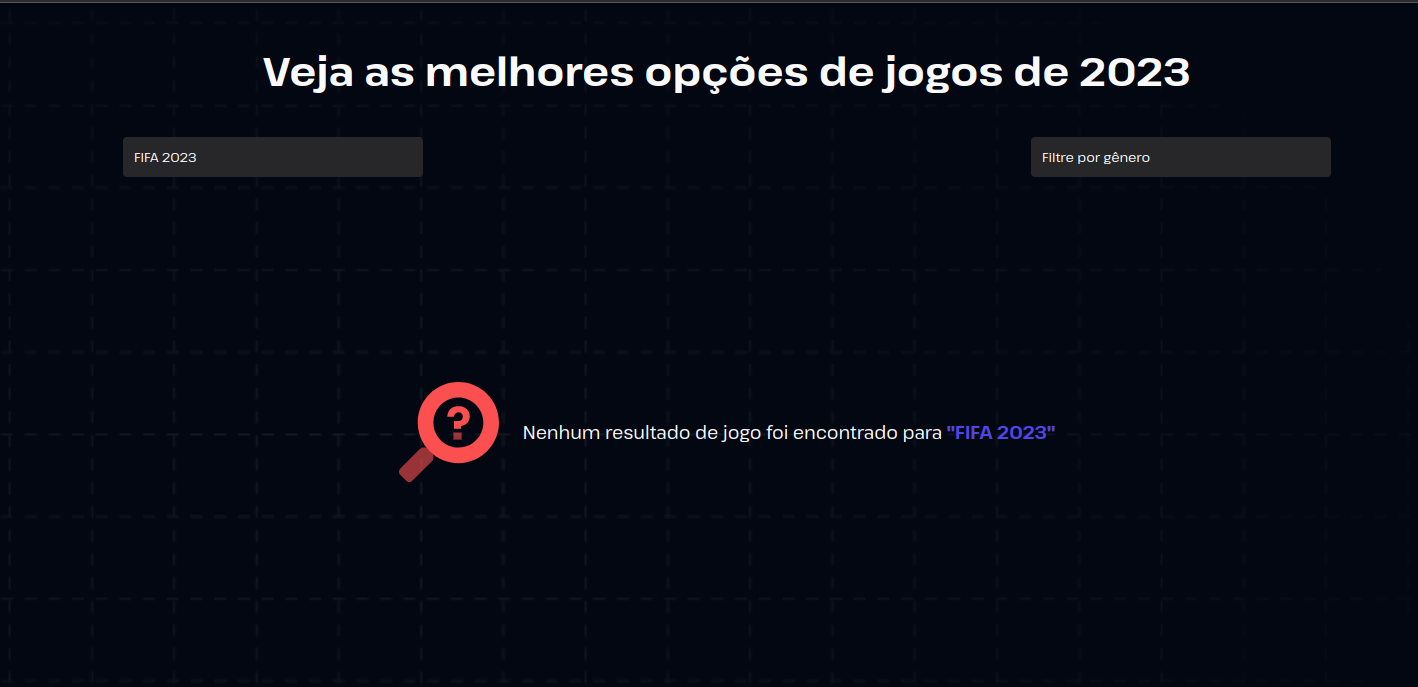 Veja as melhores opções de jogos de 2023
FIFA 2023
Filtre por gênero
?
Nenhum resultado de jogo foi encontrado para "FIFA 2023"